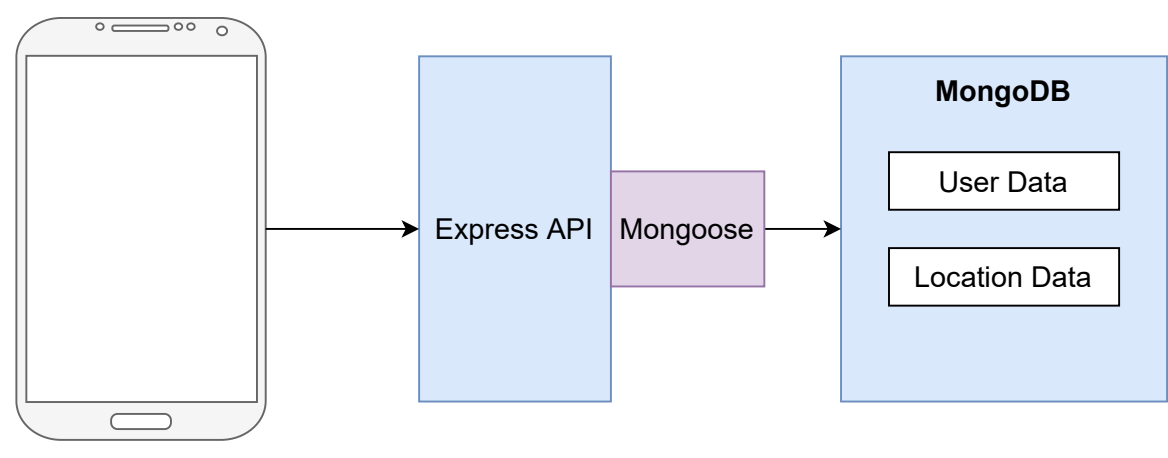 Express API
Mongoose
MongoDB
User Data
Location Data